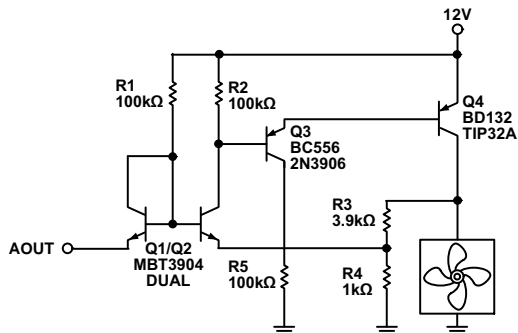 12V
R1
100kΩ
R2
100kΩ
Q3
BC556
2N3906
Q4
BD132
TIP32A
R3
3.9kΩ
AOUT
Q1/Q2
MBT3904
DUAL
R5
100kΩ
R4
1kΩ